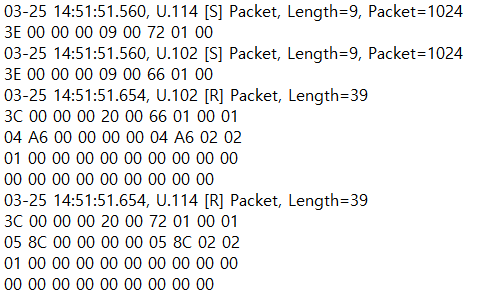 03-25 14:51:51.560, U.114 [S] Packet, Length=9, Packet=1024
3E 00 00 00 09 00 72 01 00
03-25 14:51:51.560, U.102 [S] Packet, Length=9, Packet=1024
3E 00 00 00 09 00 66 01 00
03-25 14:51:51.654, U.102 [R] Packet, Length=39
3C 00 00 00 20 00 66 01 00 01
04 A6 00 00 00 00 04 A6 02 02
01 00 00 00 00 00 00 00 00 00
00 00 00 00 00 00 00 00 00
03-25 14:51:51.654, U.114 [R] Packet, Length=39
3C 00 00 00 20 00 72 01 00 01
05 8C 00 00 00 00 05 8C 02 02
01 00 00 00 00 00 00 00 00 00
00 00 00 00 00 00 00 00 00